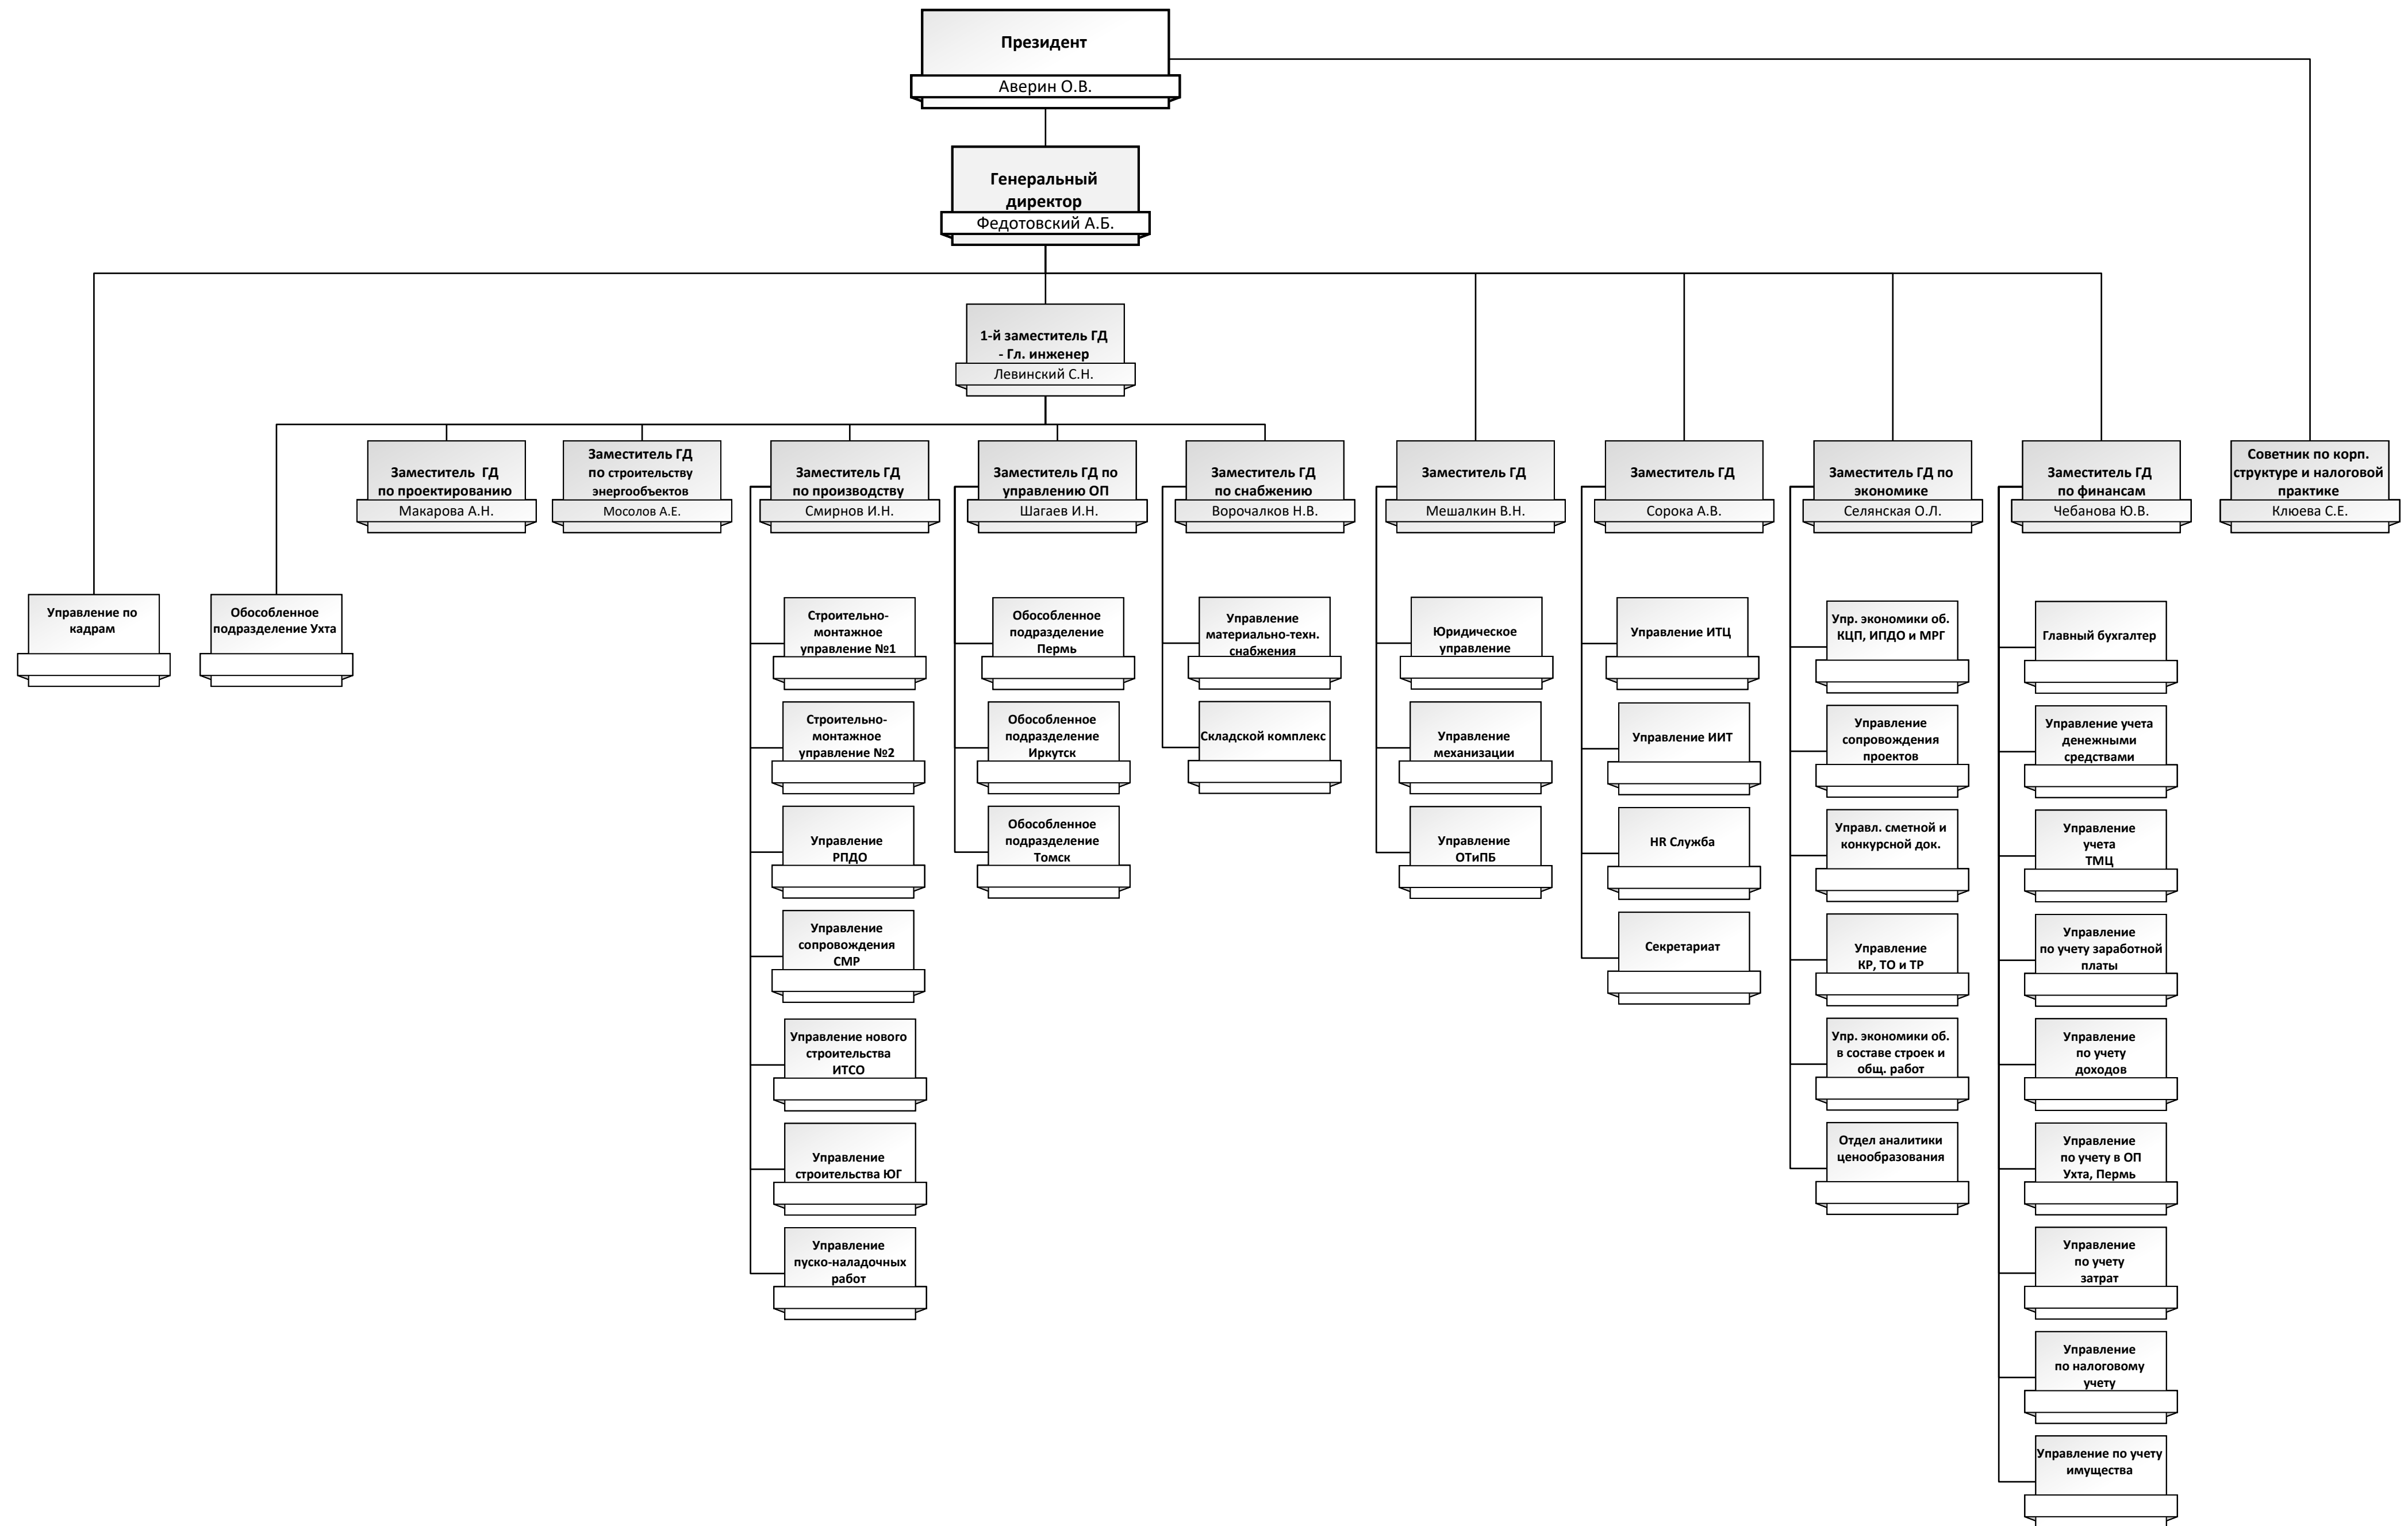 Президент
Аверин О.В.
Генеральный
директор
Федотовский А.Б.
1-й заместитель ГД
- Гл. инженер
Левинский С.Н.
Заместитель ГД
по проектированию
Макарова А.Н.
Заместитель ГД
по строительству
энергообъектов
Мосолов А.Е.
Заместитель ГД
по производству
Смирнов И.Н.
Заместитель ГД по
управлению ОП
Шагаев И.Н.
Заместитель ГД
по снабжению
Ворочалков Н.В.
Заместитель ГД
Мешалкин В.Н.
Заместитель ГД
Сорока А.В.
Заместитель ГД по
экономике
Селянская О.Л.
Заместитель ГД
по финансам
Чебанова Ю.В.
Советник по корп.
структуре и налоговой
практике
Клюева С.Е.
Управление по
кадрам
Обособленное
подразделение Ухта
Строительно-
монтажное
управление №1
Строительно-
монтажное
управление №2
Управление
РПДО
Управление
сопровождения
СМР
Управление нового
строительства
ИТСО
Управление
строительства ЮГ
Управление
пуско-наладочных
работ
Обособленное
подразделение
Пермь
Обособленное
подразделение
Иркутск
Обособленное
подразделение
Томск
Управление
материально-техн.
снабжения
Складской комплекс
Юридическое
управление
Управление
механизации
Управление
ОТиПБ
Управление ИТЦ
Управление ИИТ
HR Служба
Секретариат
Упр. экономики об.
КЦП, ИПДО и МРГ
Управление
сопровождения
проектов
Управл. сметной и
конкурсной док.
Управление
КР, ТО и ТР
Упр. экономики об.
в составе строек и
общ. работ
Отдел аналитики
ценообразования
Главный бухгалтер
Управление учета
денежными
средствами
Управление
учета
ТМЦ
Управление
по учету заработной
платы
Управление
по учету
доходов
Управление
по учету в ОП
Ухта, Пермь
Управление
по учету
затрат
Управление
по налоговому
учету
Управление по учету
имущества